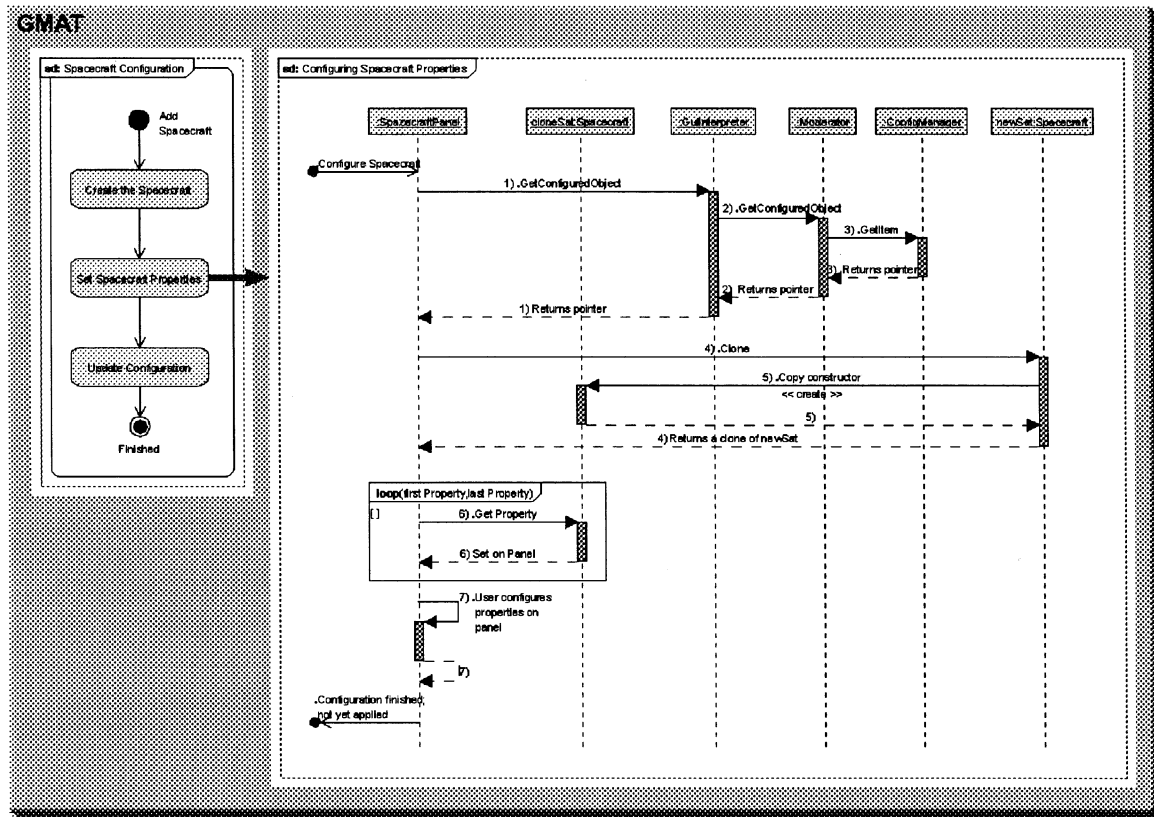 GMAT
ad: Spacecraft Configuration
Add
Spacecraft
Create the Spacecraft
Set Spacecraft Properties
Update Configuration
Finished
sd: Configuring Spacecraft Properties
:SpacecraftPanel
cloneSat:Spacecraft
:GuiInterpreter
:Moderator
:ConfigManager
newSat:Spacecraft
Configure Spacecraft
1) .GetConfiguredObject
2) .GetConfiguredObject
3) .GetItem
3) Returns pointer
2) Returns pointer
1) Returns pointer
4) .Clone
5) .Copy constructor
<< create >>
5)
4) Returns a clone of newSat
loop(first Property,last Property)
[ ]
6) .Get Property
6) Set on Panel
7) .User configures
properties on
panel
7)
.Configuration finished,
not yet applied